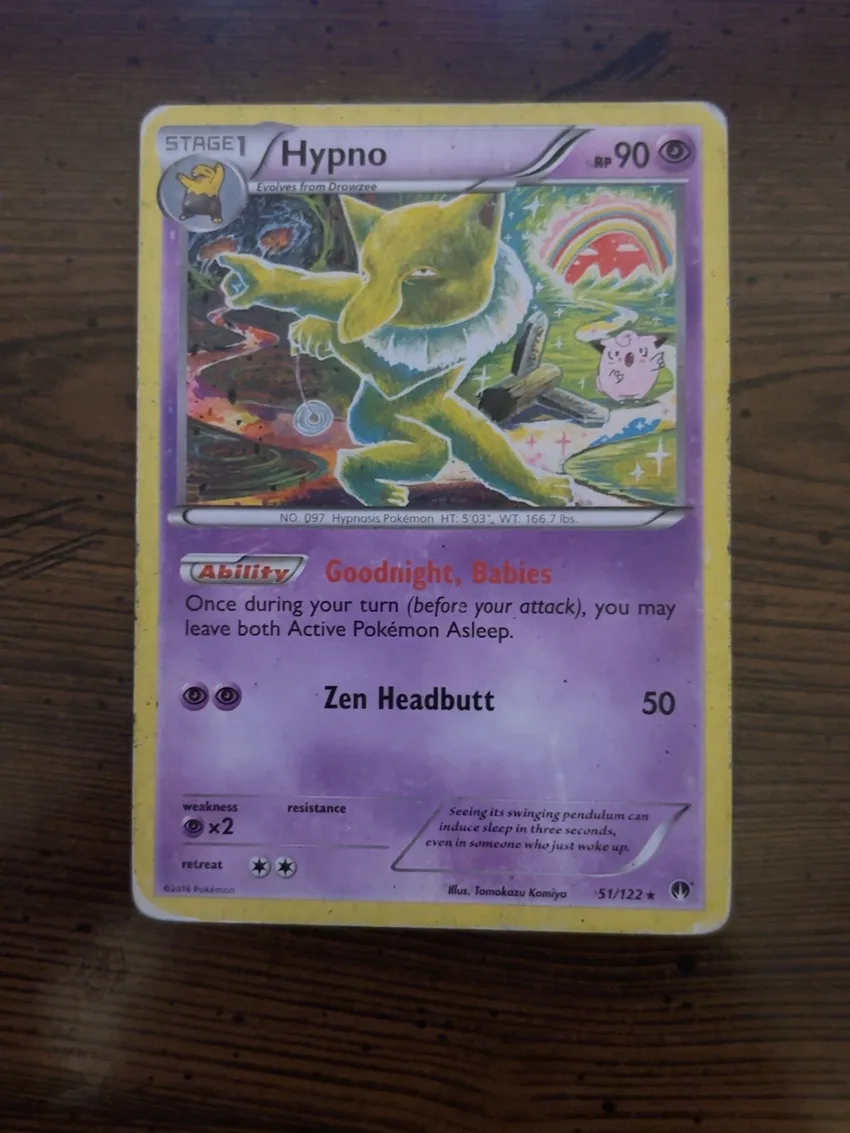 STAGE1
Hypno
HP 90
Evolves from Drowzee
NO. 097 Hypnosis Pokémon HT: 5'03" WT: 166.7 lbs.
Ability Goodnight, Babies
Once during your turn (before your attack), you may
leave both Active Pokémon Asleep.
Zen Headbutt 50
weakness resistance
×2
Seeing its swinging pendulum can
induce sleep in three seconds,
even in someone who just woke up.
retreat
©2016 Pokémon
Illus. Tomokazu Komiya 51/122 ★